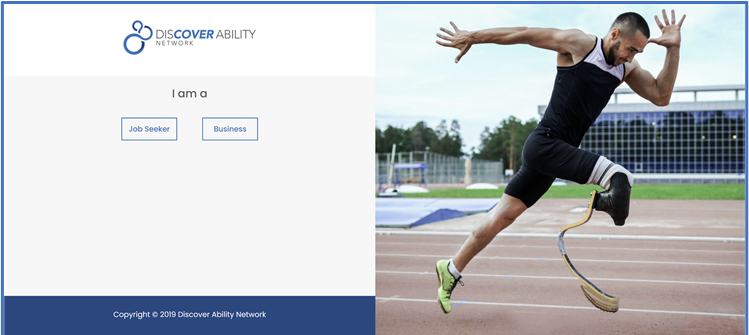 DISCOVER ABILITY
NETWORK
I am a
Job Seeker
Business
Copyright © 2019 Discover Ability Network